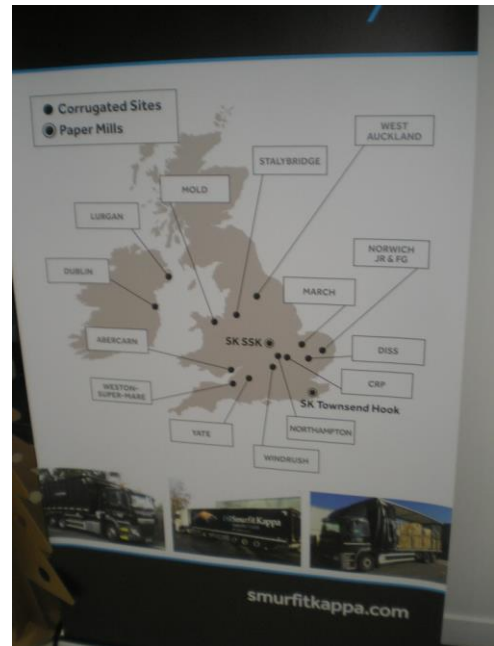 Corrugated Sites
Paper Mills
WEST
AUCKLAND
STALYBRIDGE
MOLD
LURGAN
NORWICH
JR & FG
DUBLIN
MARCH
ABERCARN
SK SSK
DISS
WESTON-
SUPER-MARE
CRP
SK Townsend Hook
YATE
NORTHAMPTON
WINDRUSH
SmurfitKappa
smurfitkappa.com